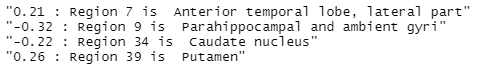 "0.21 : Region 7 is  Anterior temporal lobe, lateral part"
"-0.32 : Region 9 is  Parahippocampal and ambient gyri"
"-0.22 : Region 34 is  Caudate nucleus"
"0.26 : Region 39 is  Putamen"